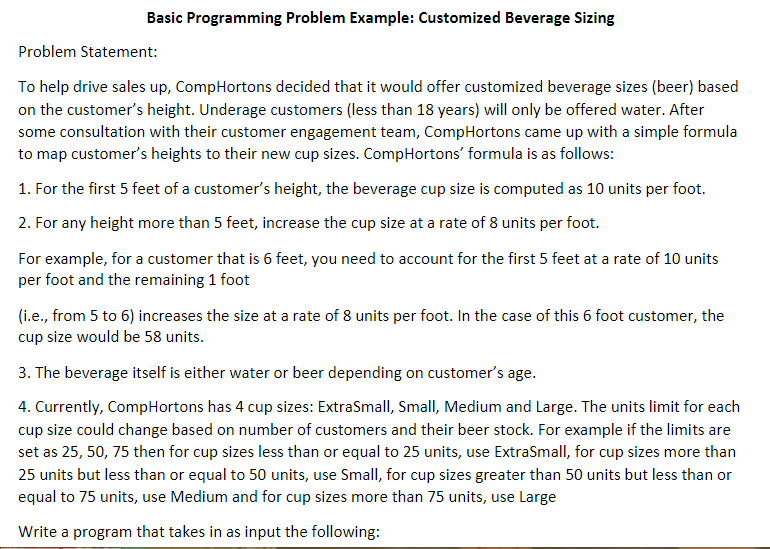 Basic Programming Problem Example: Customized Beverage Sizing
Problem Statement:
To help drive sales up, CompHortons decided that it would offer customized beverage sizes (beer) based
on the customer’s height. Underage customers (less than 18 years) will only be offered water. After
some consultation with their customer engagement team, CompHortons came up with a simple formula
to map customer’s heights to their new cup sizes. CompHortons’ formula is as follows:
1. For the first 5 feet of a customer’s height, the beverage cup size is computed as 10 units per foot.
2. For any height more than 5 feet, increase the cup size at a rate of 8 units per foot.
For example, for a customer that is 6 feet, you need to account for the first 5 feet at a rate of 10 units
per foot and the remaining 1 foot
(i.e., from 5 to 6) increases the size at a rate of 8 units per foot. In the case of this 6 foot customer, the
cup size would be 58 units.
3. The beverage itself is either water or beer depending on customer’s age.
4. Currently, CompHortons has 4 cup sizes: ExtraSmall, Small, Medium and Large. The units limit for each
cup size could change based on number of customers and their beer stock. For example if the limits are
set as 25, 50, 75 then for cup sizes less than or equal to 25 units, use ExtraSmall, for cup sizes more than
25 units but less than or equal to 50 units, use Small, for cup sizes greater than 50 units but less than or
equal to 75 units, use Medium and for cup sizes more than 75 units, use Large
Write a program that takes in as input the following: